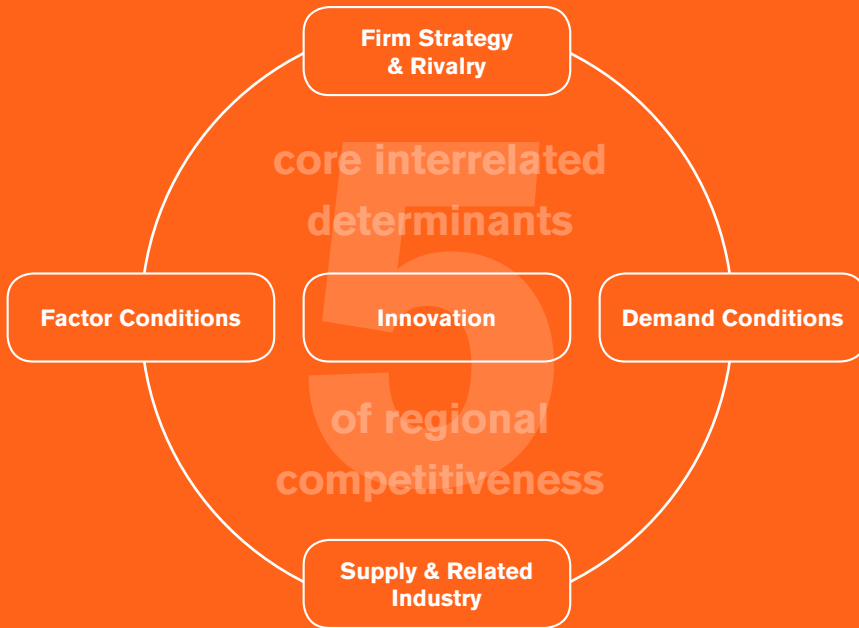 Firm Strategy
& Rivalry
5
core interrelated
determinants
Factor Conditions
Innovation
Demand Conditions
of regional
competitiveness
Supply & Related
Industry